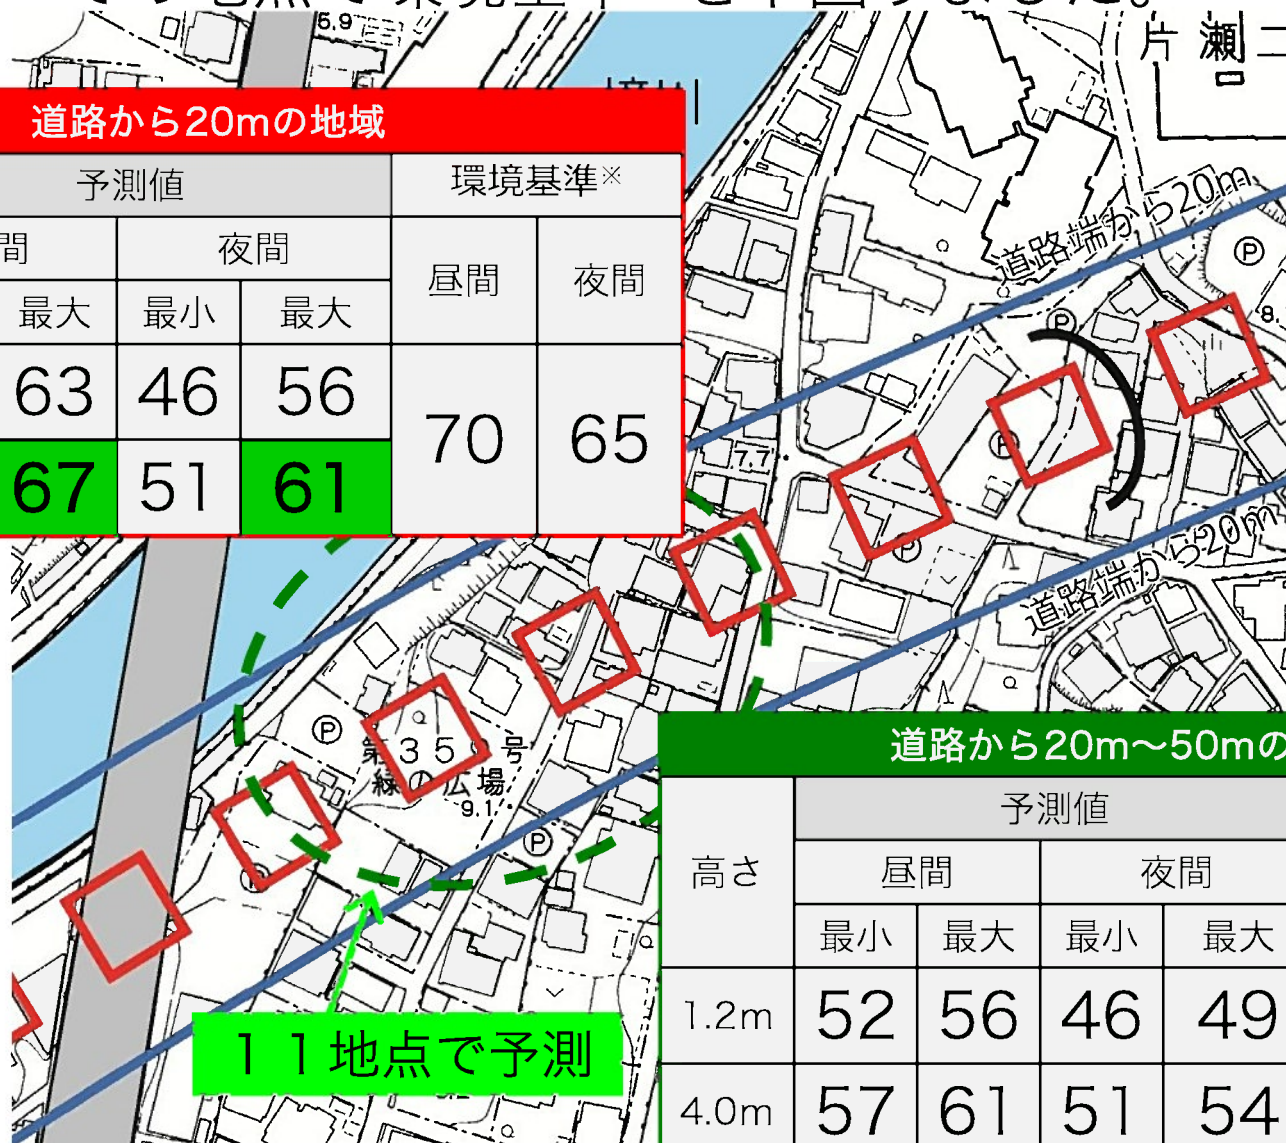 5.9
片瀬二
道路から20mの地域
予測値 環境基準※
間 夜間 昼間 夜間
最大 最小 最大
63 46 56 70 65
67 51 61
道路端から20m
P
P
8.
7.7
P
P
道路端から20m
P
第35 号
緑の広場
9.1
P
P
道路から20m〜50mの
高さ 予測値
昼間 夜間
最小 最大 最小 最大
1.2m 52 56 46 49
4.0m 57 61 51 54
11地点で予測